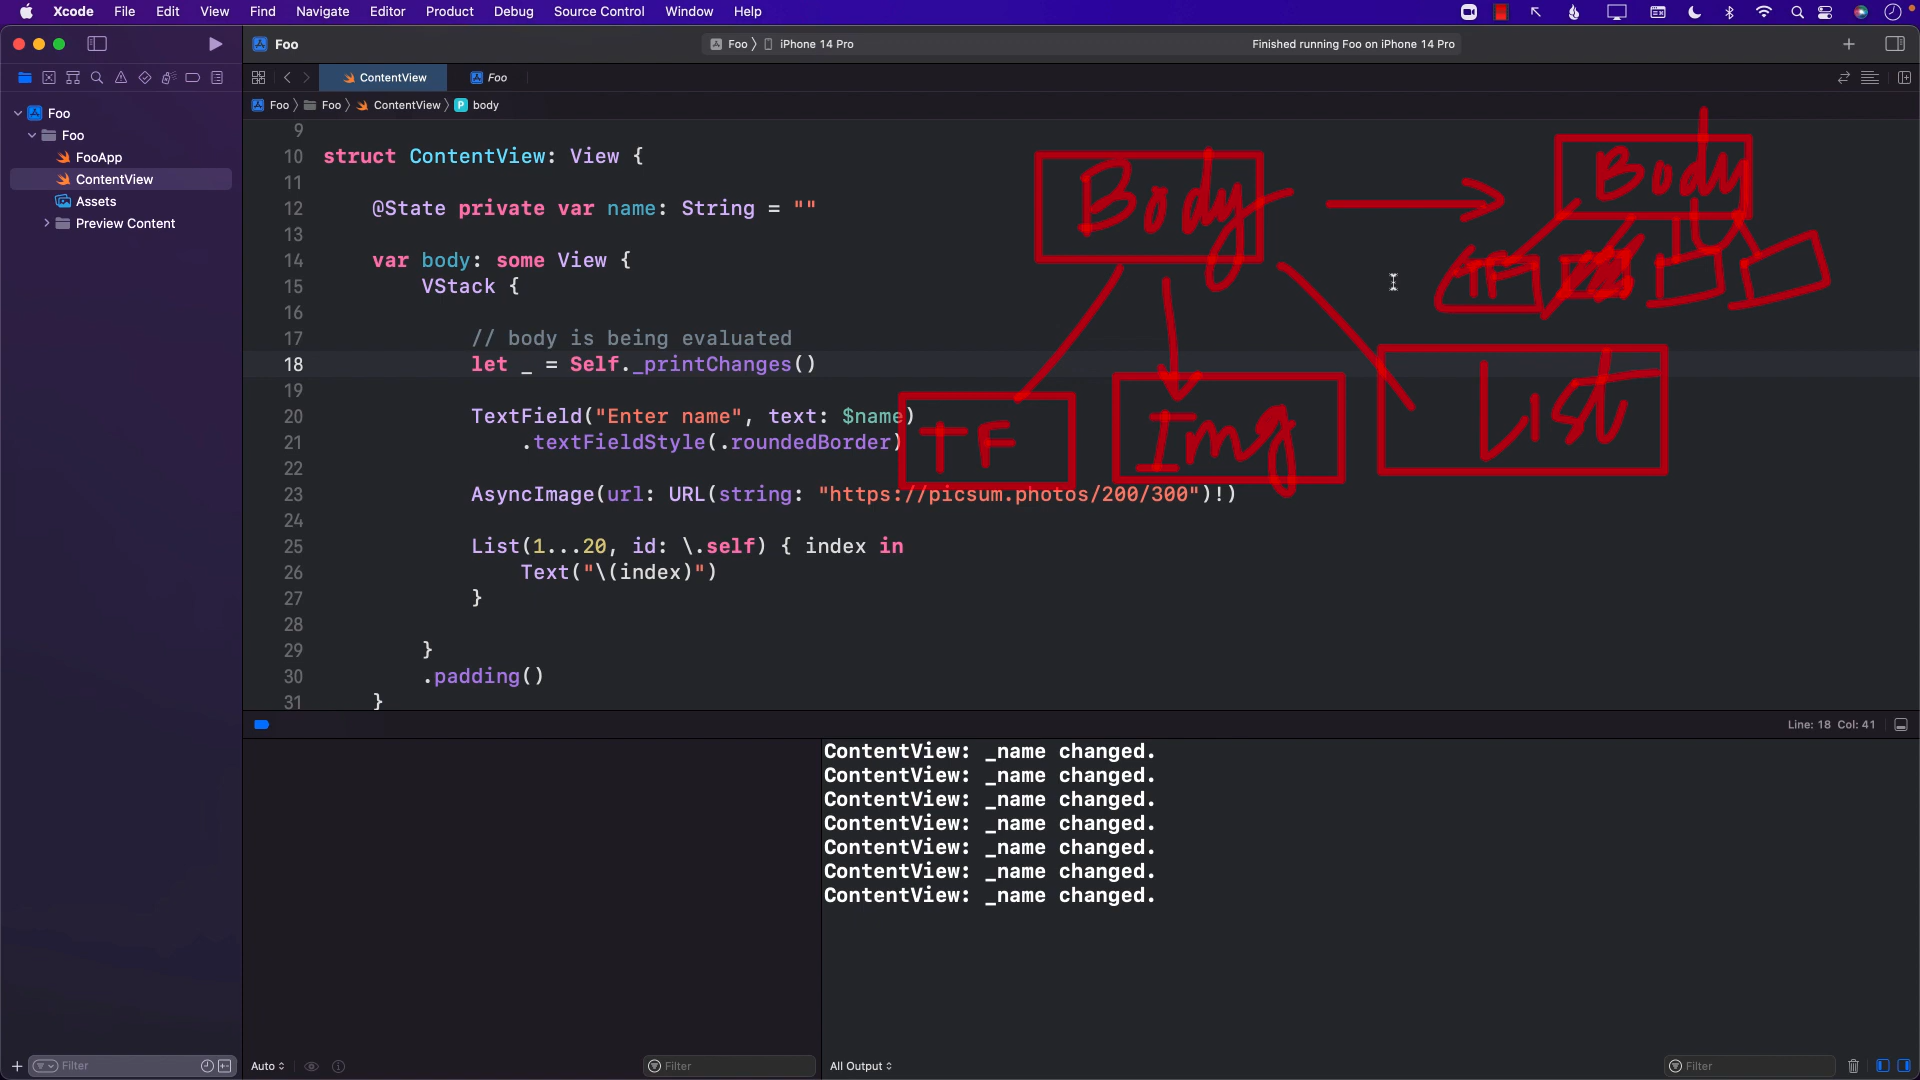 Xcode File Edit View Find Navigate Editor Product Debug Source Control Window Help
Foo
Foo iPhone 14 Pro
Finished running Foo on iPhone 14 Pro
ContentView
Foo
Foo Foo ContentView P body
Foo
Foo
FooApp
ContentView
Assets
Preview Content
9
10 struct ContentView: View {
11
12 @State private var name: String = ""
13
14 var body: some View {
15 VStack {
16
17 // body is being evaluated
18 let _ = Self._printChanges()
19
20 TextField("Enter name", text: $name)
21 .textFieldStyle(.roundedBorder)
22
23 AsyncImage(url: URL(string: "https://picsum.photos/200/300")!)
24
25 List(1...20, id: \.self) { index in
26 Text("\(index)")
27 }
28
29 }
30 .padding()
31 }
Body
Body
TF
TF
Img
List
Line: 18 Col: 41
ContentView: _name changed.
ContentView: _name changed.
ContentView: _name changed.
ContentView: _name changed.
ContentView: _name changed.
ContentView: _name changed.
ContentView: _name changed.
Filter
Auto
Filter
All Output
Filter